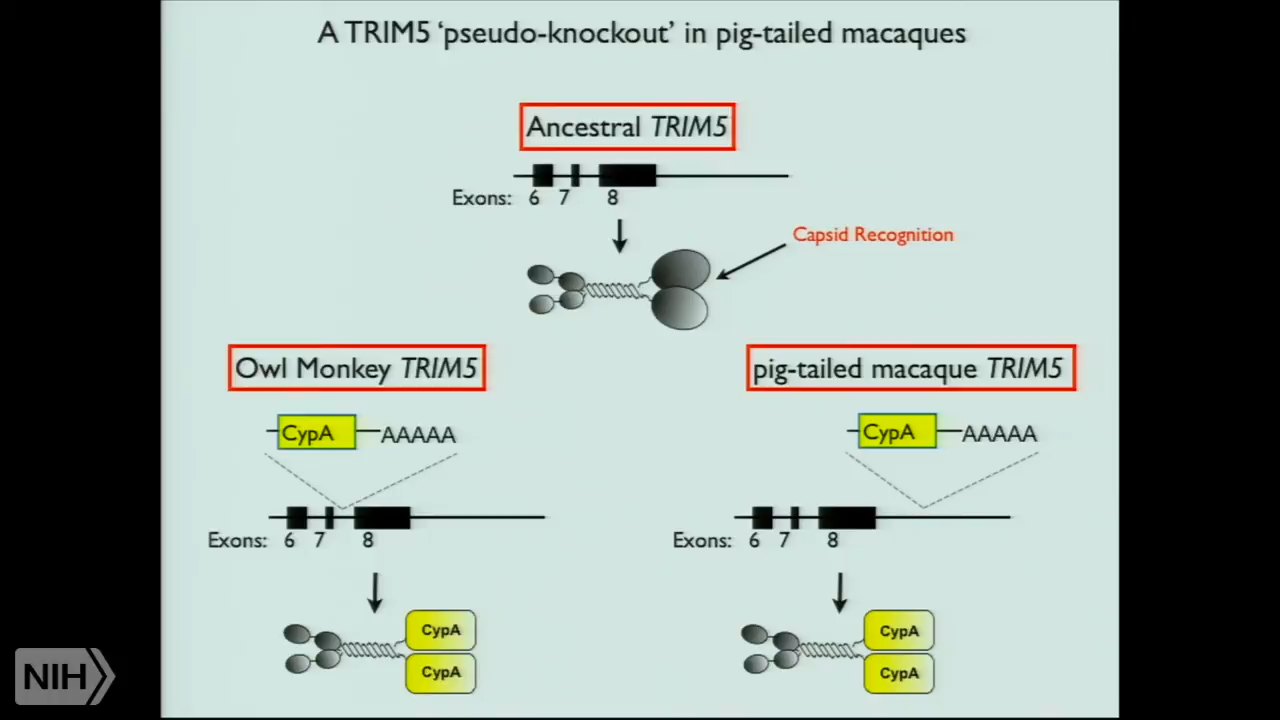 A TRIM5 ‘pseudo-knockout’ in pig-tailed macaques
Ancestral TRIM5
Exons: 6 7 8
Capsid Recognition
Owl Monkey TRIM5
CypA AAAAA
Exons: 6 7 8
CypA
CypA
pig-tailed macaque TRIM5
CypA AAAAA
Exons: 6 7 8
CypA
CypA
NIH